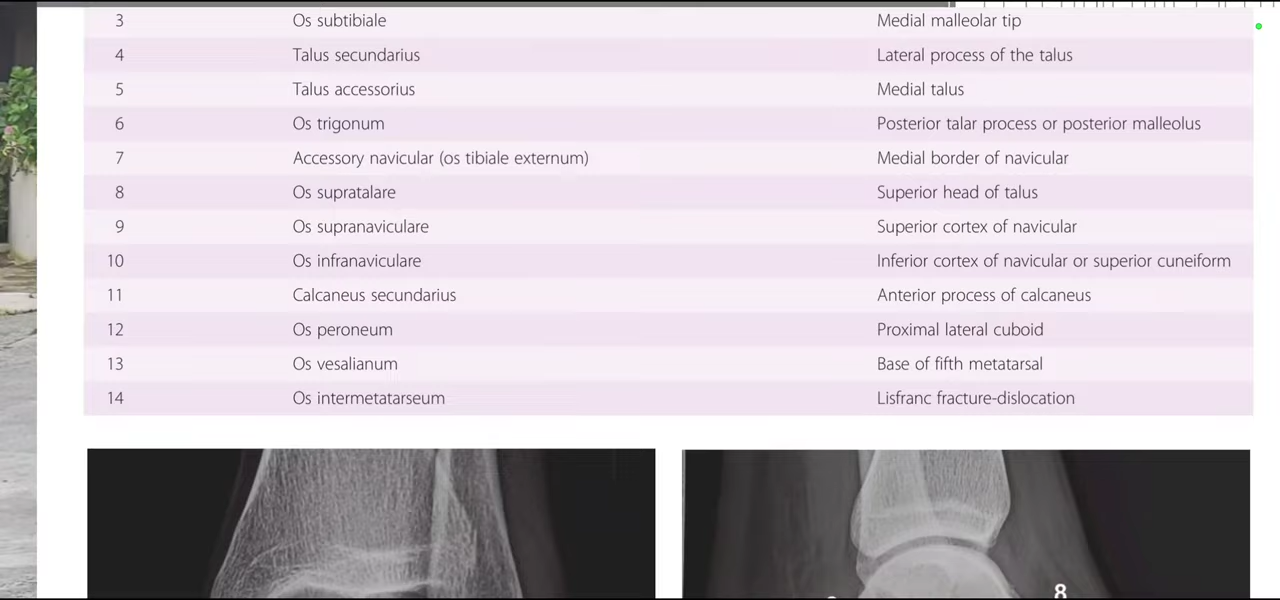 3 Os subtibiale Medial malleolar tip
4 Talus secundarius Lateral process of the talus
5 Talus accessorius Medial talus
6 Os trigonum Posterior talar process or posterior malleolus
7 Accessory navicular (os tibiale externum) Medial border of navicular
8 Os supratalare Superior head of talus
9 Os supranaviculare Superior cortex of navicular
10 Os infranaviculare Inferior cortex of navicular or superior cuneiform
11 Calcaneus secundarius Anterior process of calcaneus
12 Os peroneum Proximal lateral cuboid
13 Os vesalianum Base of fifth metatarsal
14 Os intermetatarseum Lisfranc fracture-dislocation
8